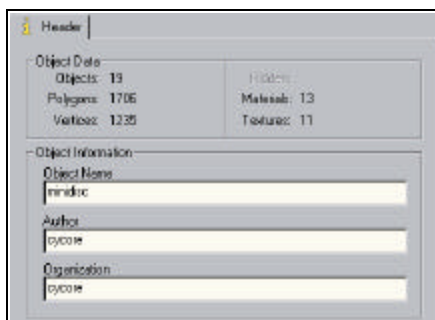 Header
Object Data
Objects: 19
Hidden:
Polygons: 1706
Materials: 13
Vertices: 1235
Textures: 11
Object Information
Object Name
minidisc
Author
cycore
Organization
cycore